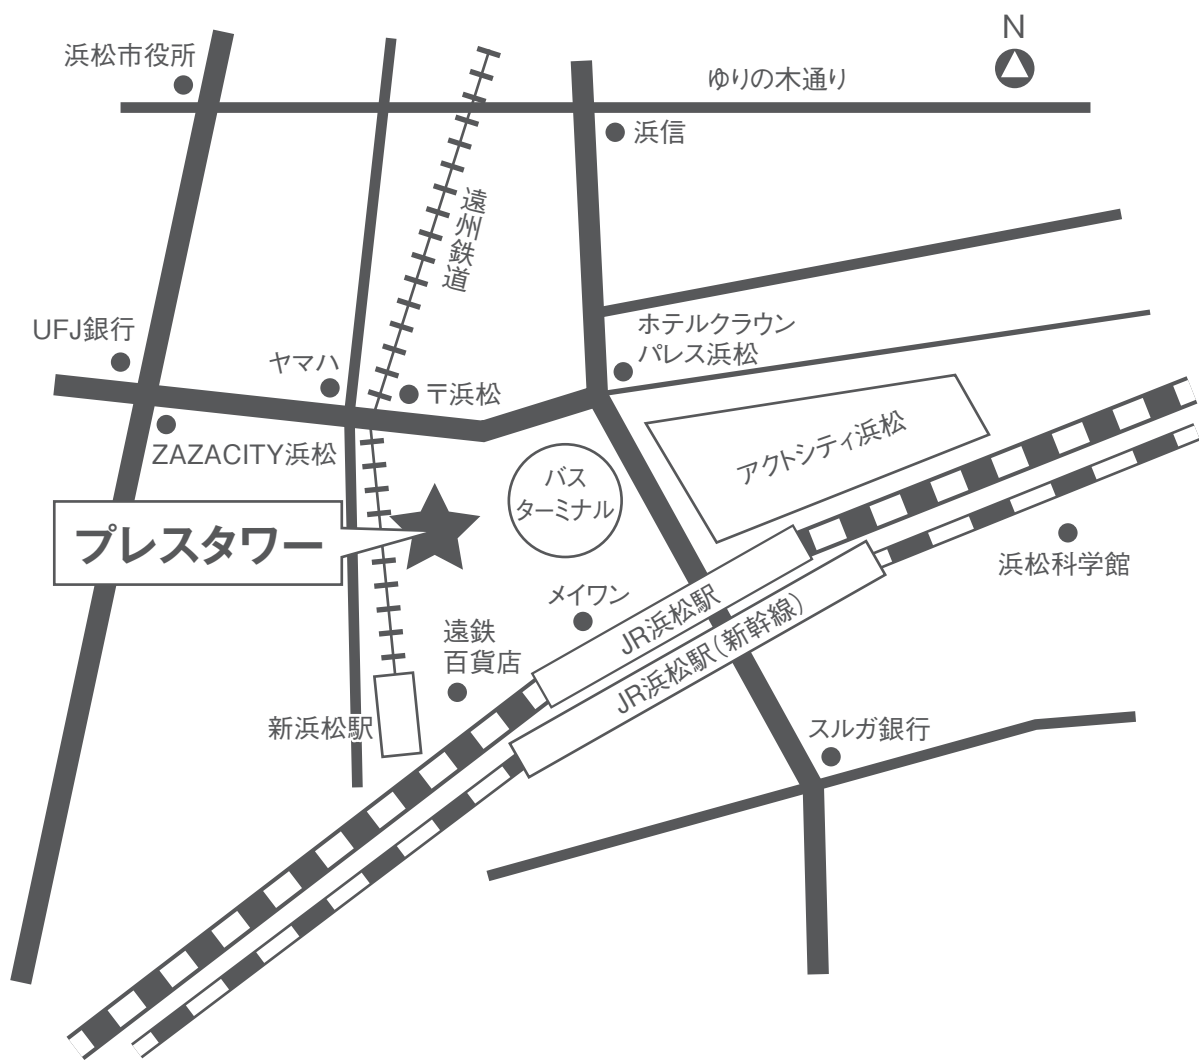 N
浜松市役所
ゆりの木通り
浜信
遠州鉄道
UFJ銀行
ヤマハ
〒浜松
ホテルクラウン
パレス浜松
ZAZACITY浜松
アクトシティ浜松
バス
ターミナル
プレスタワー
浜松科学館
メイワン
JR浜松駅
JR浜松駅(新幹線)
遠鉄
百貨店
新浜松駅
スルガ銀行